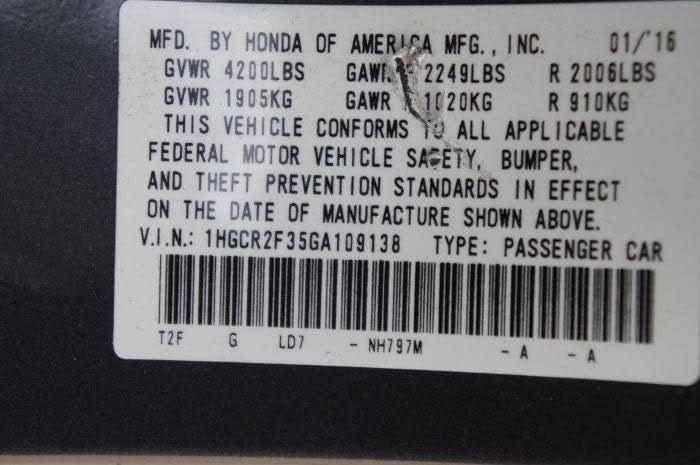 MFD. BY HONDA OF AMERICA MFG., INC. 01/'16
GVWR 4200LBS GAWR 2249LBS R 2006LBS
GVWR 1905KG GAWR 1020KG R 910KG
THIS VEHICLE CONFORMS TO ALL APPLICABLE
FEDERAL MOTOR VEHICLE SAFETY, BUMPER,
AND THEFT PREVENTION STANDARDS IN EFFECT
ON THE DATE OF MANUFACTURE SHOWN ABOVE.
V.I.N.: 1HGCR2F35GA109138 TYPE: PASSENGER CAR
T2F G LD7 - NH797M - A - A